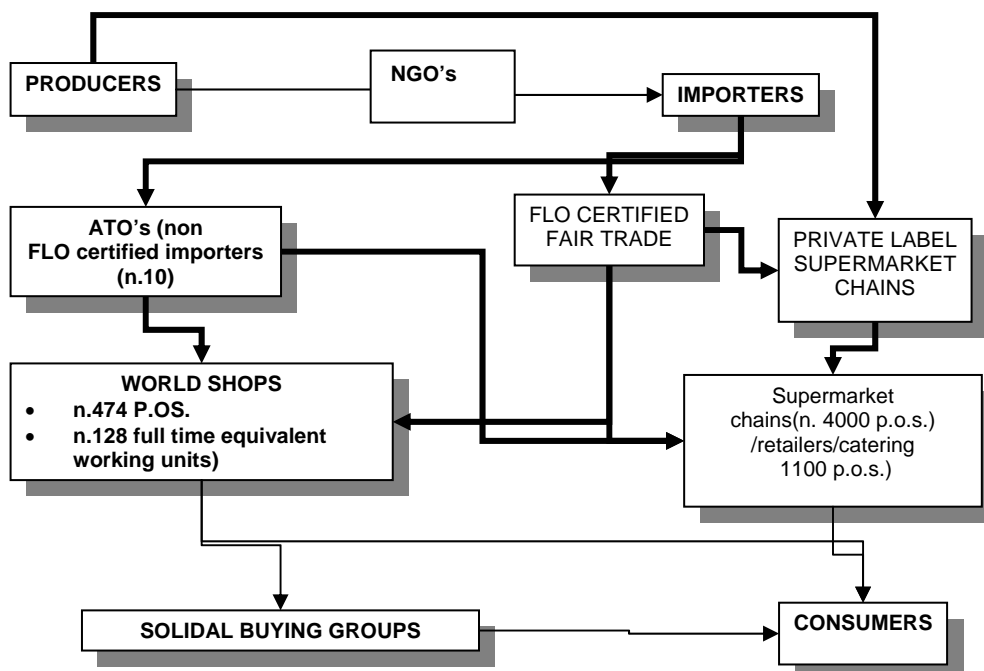 PRODUCERS
NGO's
IMPORTERS
ATO's (non
FLO certified importers
(n.10)
FLO CERTIFIED
FAIR TRADE
PRIVATE LABEL
SUPERMARKET
CHAINS
WORLD SHOPS
• n.474 P.OS.
• n.128 full time equivalent
working units)
Supermarket
chains(n. 4000 p.o.s.)
/retailers/catering
1100 p.o.s.)
SOLIDAL BUYING GROUPS
CONSUMERS